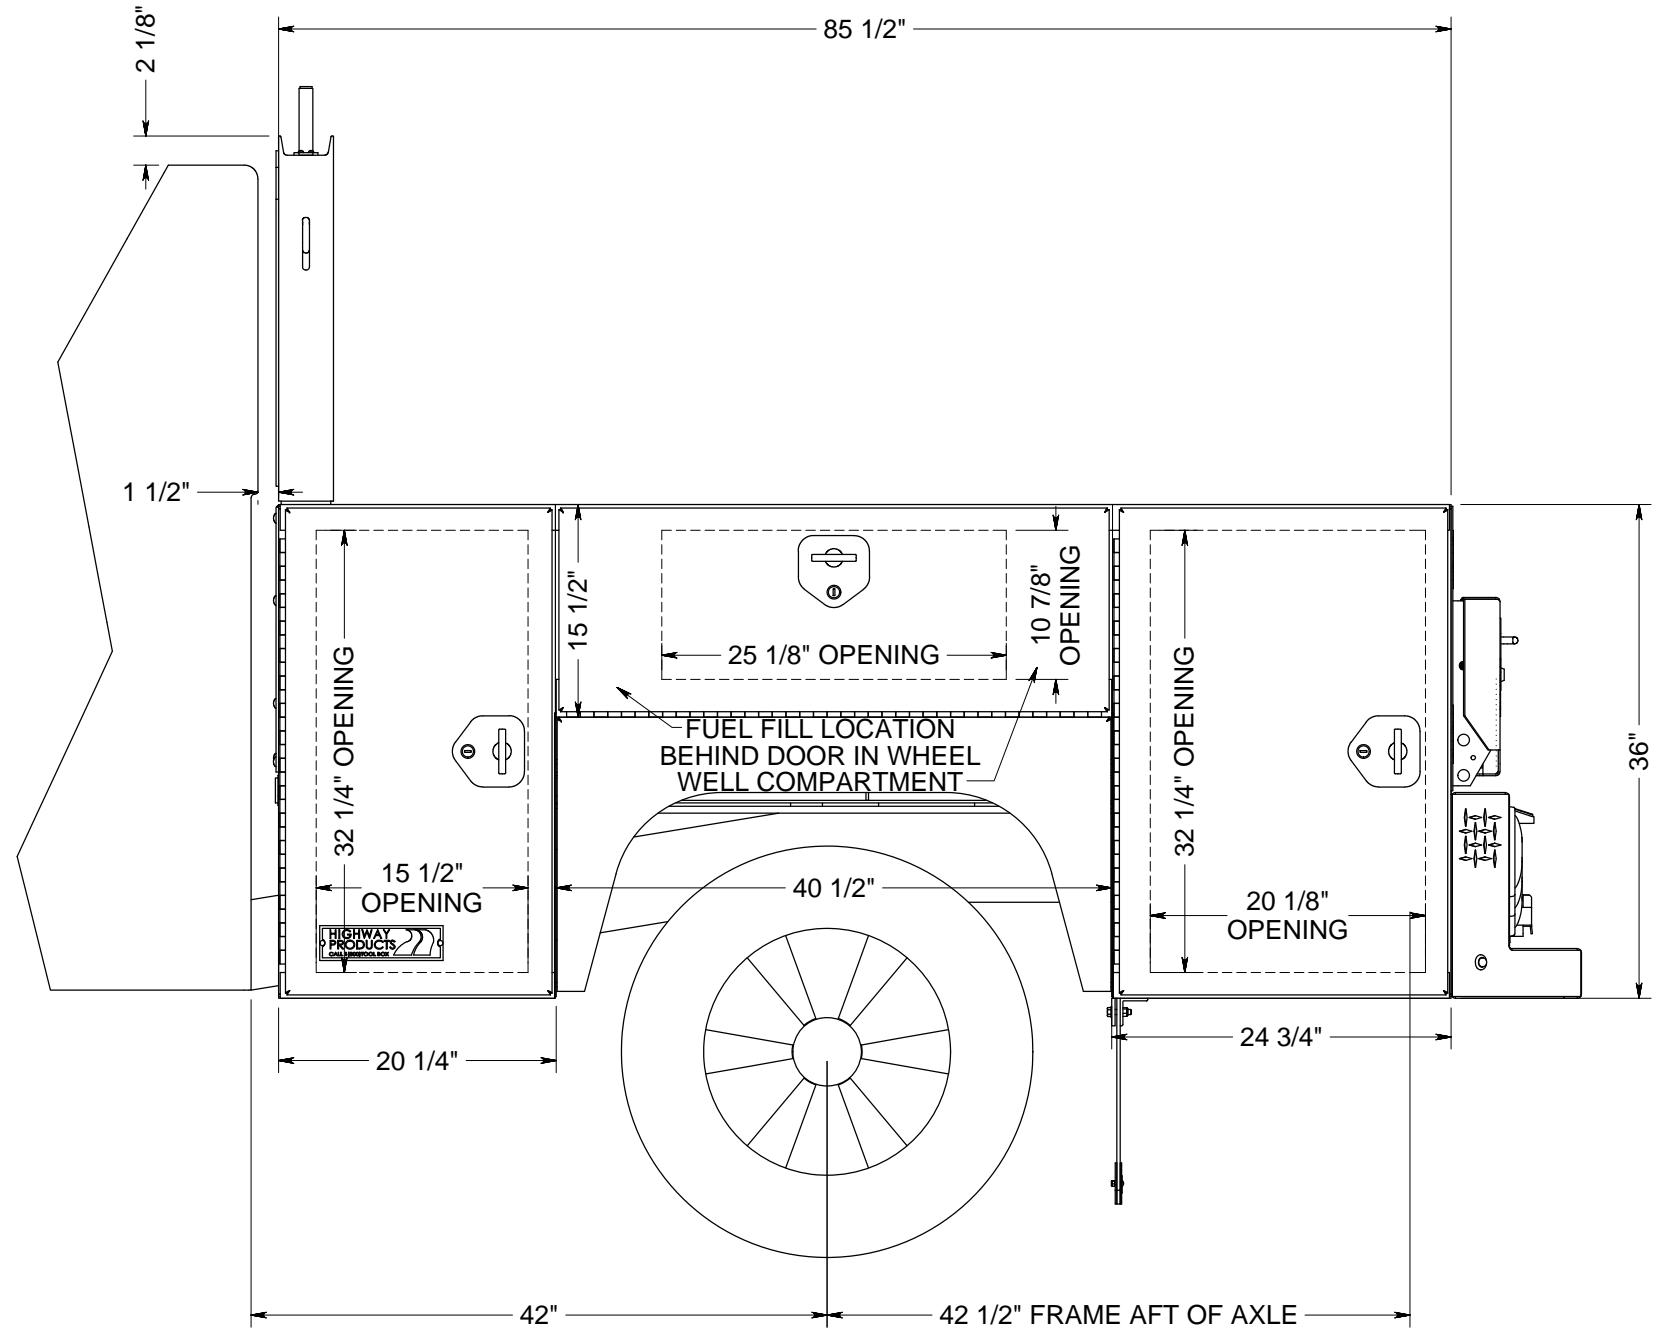 2 1/8"
85 1/2"
1 1/2"
15 1/2"
10 7/8"
OPENING
25 1/8" OPENING
32 1/4" OPENING
FUEL FILL LOCATION
BEHIND DOOR IN WHEEL
WELL COMPARTMENT
32 1/4" OPENING
36"
15 1/2"
OPENING
40 1/2"
20 1/8"
OPENING
HIGHWAY
PRODUCTS
20 1/4"
24 3/4"
42"
42 1/2" FRAME AFT OF AXLE